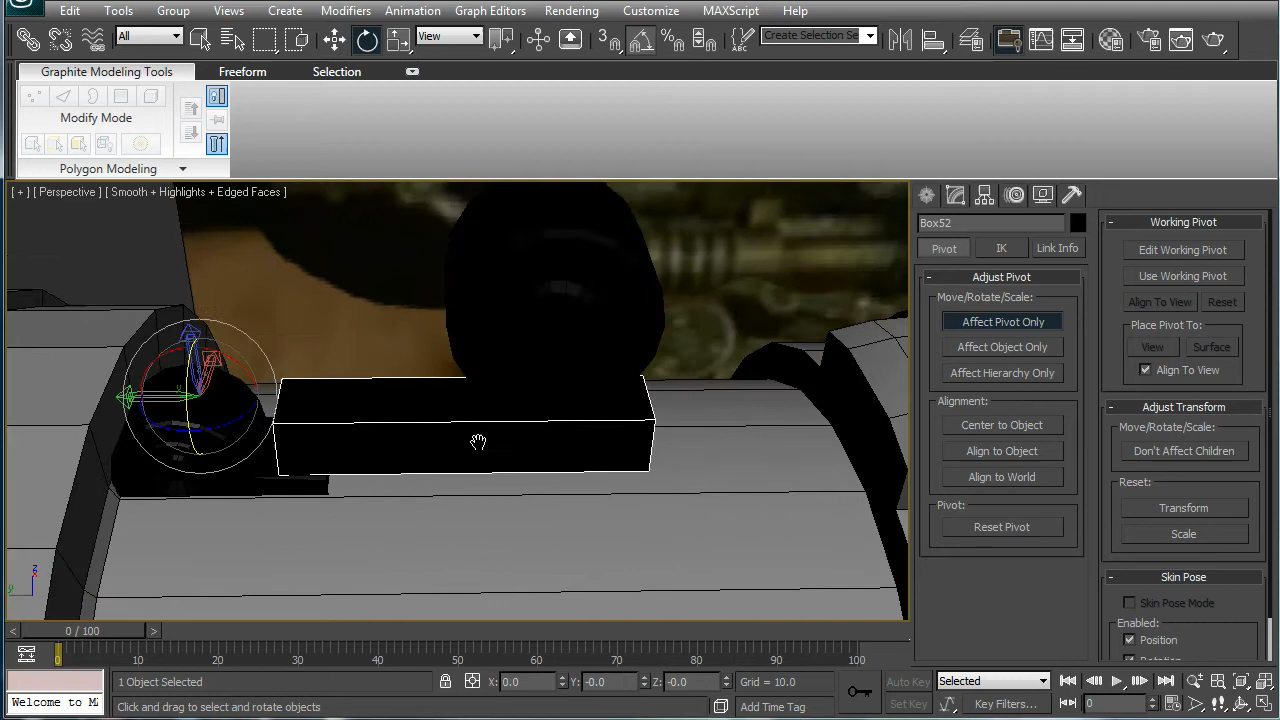 Edit Tools Group Views Create Modifiers Animation Graph Editors Rendering Customize MAXScript Help
All View 3 Create Selection Se
Graphite Modeling Tools Freeform Selection
Modify Mode
Polygon Modeling
[ + ] [ Perspective ] [ Smooth + Highlights + Edged Faces ]
Box52
Pivot IK Link Info
- Adjust Pivot
Move/Rotate/Scale:
Affect Pivot Only
Affect Object Only
Affect Hierarchy Only
Alignment:
Center to Object
Align to Object
Align to World
Pivot:
Reset Pivot
- Working Pivot
Edit Working Pivot
Use Working Pivot
Align To View Reset
Place Pivot To:
View Surface
Align To View
- Adjust Transform
Move/Rotate/Scale:
Don't Affect Children
Reset:
Transform
Scale
- Skin Pose
Skin Pose Mode
Enabled:
Position
z
y
< 0 / 100 >
0 10 20 30 40 50 60 70 80 90 100
1 Object Selected X: 0.0 Y: -0.0 Z: -0.0 Grid = 10.0 Auto Key Selected
Welcome to M Click and drag to select and rotate objects Add Time Tag Set Key Key Filters... 0